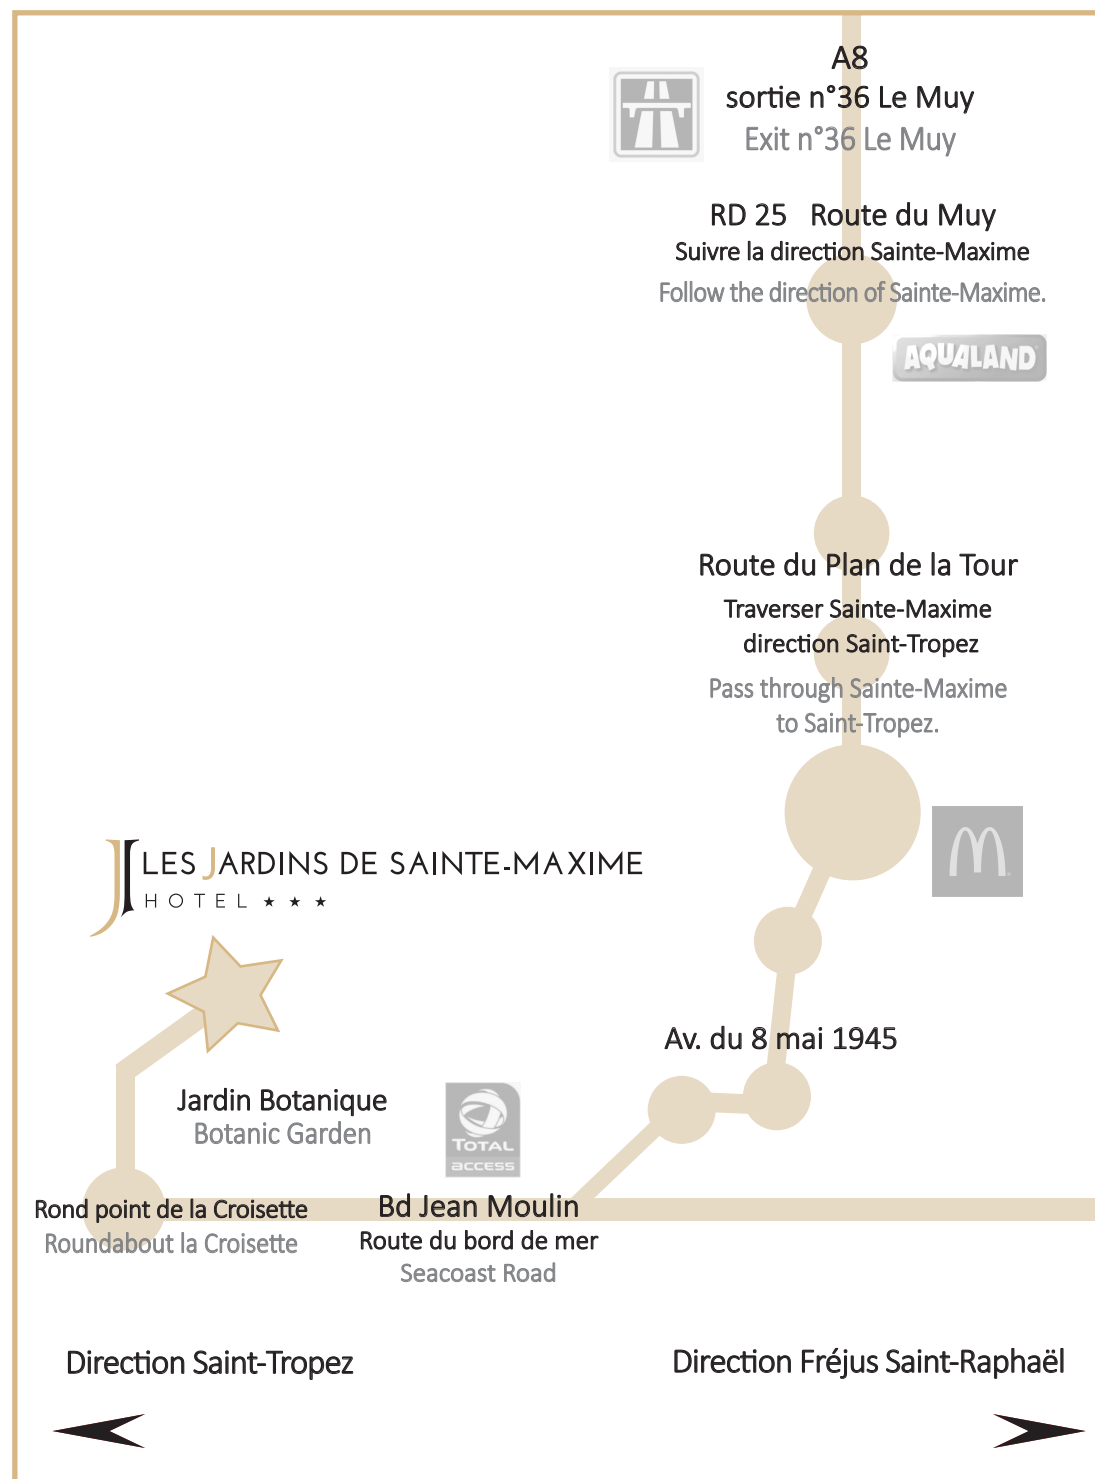 A8
sortie n°36 Le Muy
Exit n°36 Le Muy
RD 25 Route du Muy
Suivre la direction Sainte-Maxime
Follow the direction of Sainte-Maxime.
AQUALAND
Route du Plan de la Tour
Traverser Sainte-Maxime
direction Saint-Tropez
Pass through Sainte-Maxime
to Saint-Tropez.
LES JARDINS DE SAINTE-MAXIME
HOTEL ★ ★ ★
Av. du 8 mai 1945
Jardin Botanique
Botanic Garden
TOTAL
access
Rond point de la Croisette
Roundabout la Croisette
Bd Jean Moulin
Route du bord de mer
Seacoast Road
Direction Saint-Tropez
Direction Fréjus Saint-Raphaël